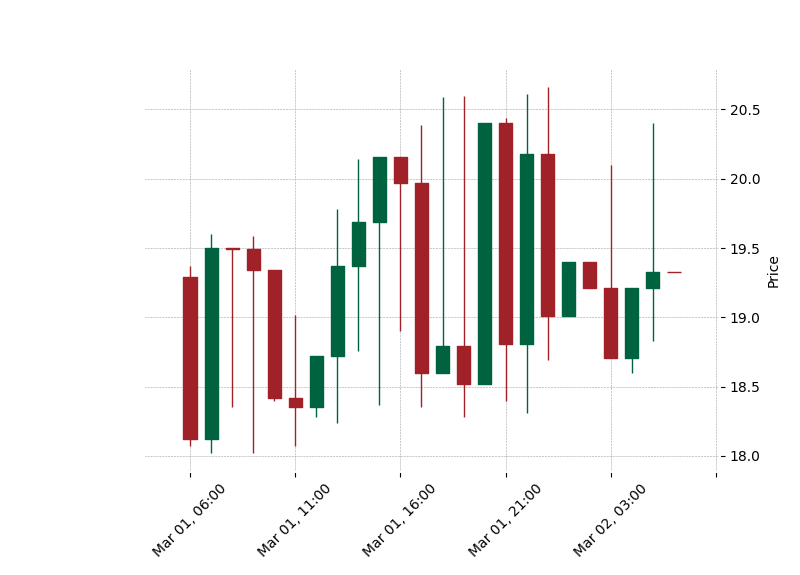 20.5
20.0
19.5
19.0
18.5
18.0
Price
Mar 01, 06:00
Mar 01, 11:00
Mar 01, 16:00
Mar 01, 21:00
Mar 02, 03:00